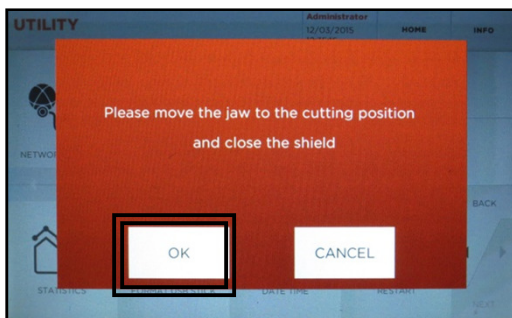 UTILITY
Administrator
12/03/2015
HOME
INFO
Please move the jaw to the cutting position
and close the shield
BACK
OK
CANCEL
STATISTICS
DATE TIME
RESTART
NEXT